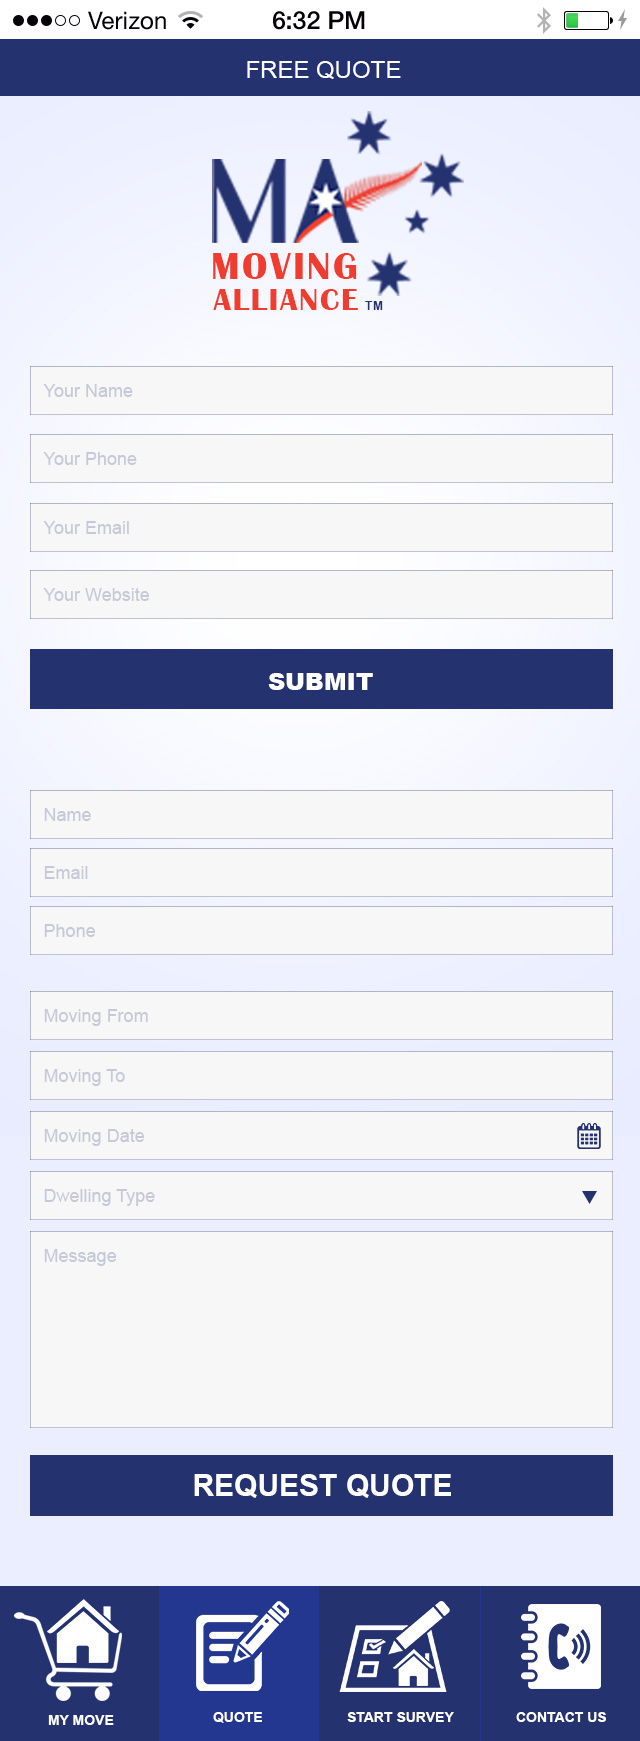 Verizon 6:32 PM
FREE QUOTE
MA
MOVING
ALLIANCE TM
Your Name
Your Phone
Your Email
Your Website
SUBMIT
Name
Email
Phone
Moving From
Moving To
Moving Date
Dwelling Type
Message
REQUEST QUOTE
MY MOVE QUOTE START SURVEY CONTACT US